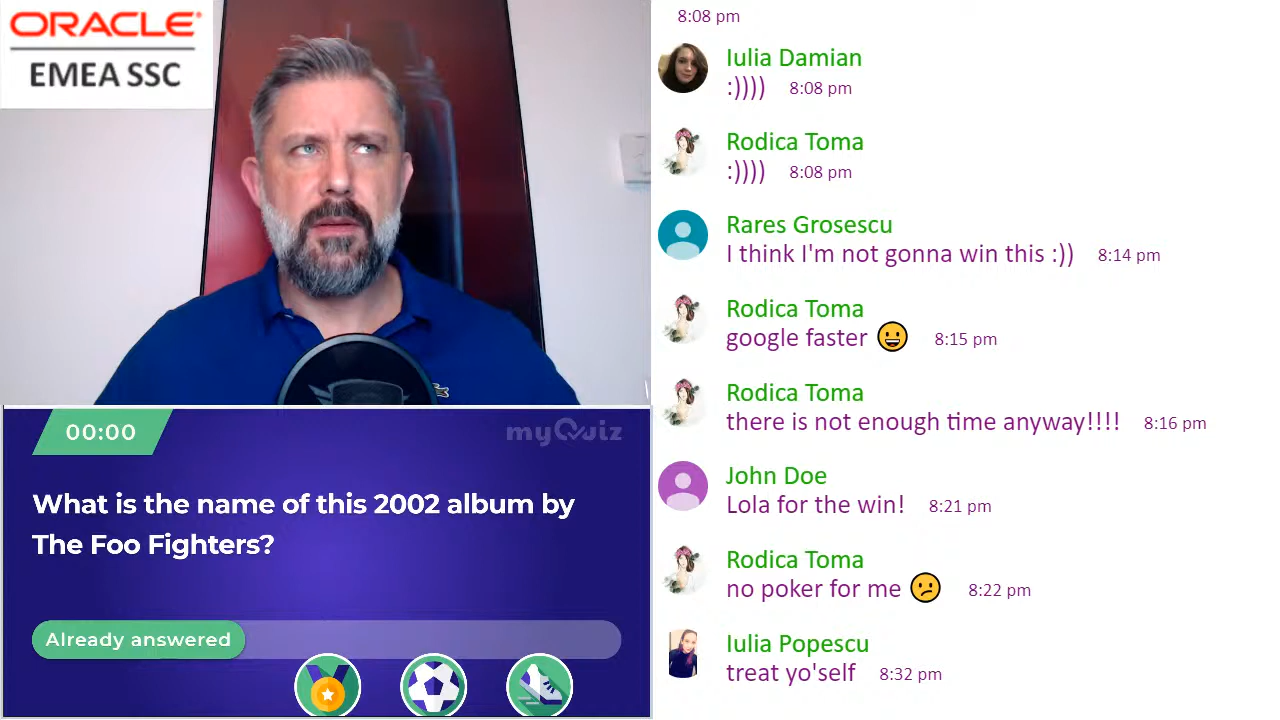 ORACLE
EMEA SSC
00:00
myQuiz
What is the name of this 2002 album by
The Foo Fighters?
Already answered
8:08 pm
Iulia Damian
:)))) 8:08 pm
Rodica Toma
:)))) 8:08 pm
Rares Grosescu
I think I'm not gonna win this :)) 8:14 pm
Rodica Toma
google faster 😀 8:15 pm
Rodica Toma
there is not enough time anyway!!!! 8:16 pm
John Doe
Lola for the win! 8:21 pm
Rodica Toma
no poker for me 😕 8:22 pm
Iulia Popescu
treat yo'self 8:32 pm